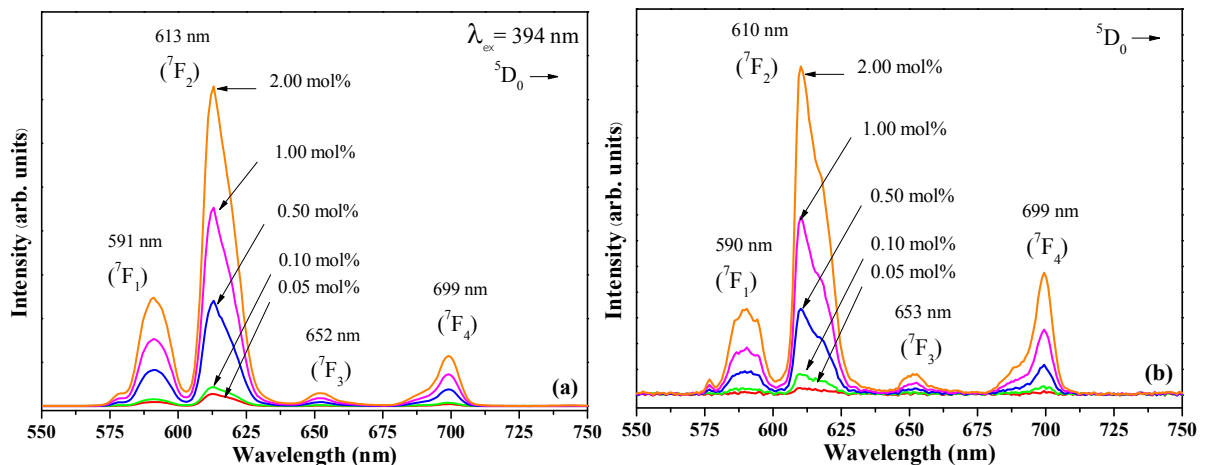 613 nm
(⁷F₂)
λₑₓ = 394 nm
⁵D₀
2.00 mol%
1.00 mol%
0.50 mol%
0.10 mol%
0.05 mol%
591 nm
(⁷F₁)
652 nm
(⁷F₃)
699 nm
(⁷F₄)
(a)
Intensity (arb. units)
550 575 600 625 650 675 700 725 750
Wavelength (nm)
610 nm
(⁷F₂)
⁵D₀
2.00 mol%
1.00 mol%
0.50 mol%
0.10 mol%
0.05 mol%
590 nm
(⁷F₁)
653 nm
(⁷F₃)
699 nm
(⁷F₄)
(b)
Intensity (arb. units)
550 575 600 625 650 675 700 725 750
Wavelength (nm)